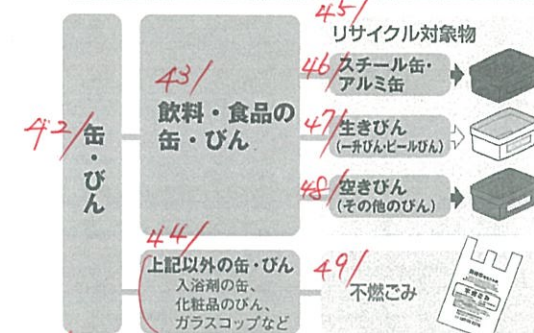 45/
リサイクル対象物
42/
缶・びん
43/
飲料・食品の
缶・びん
46/
スチール缶・
アルミ缶
47/
生きびん
(一升びん・ビールびん)
48/
空きびん
(その他のびん)
44/
上記以外の缶・びん
入浴剤の缶、
化粧品のびん、
ガラスコップなど
49/
不燃ごみ
不燃ごみ